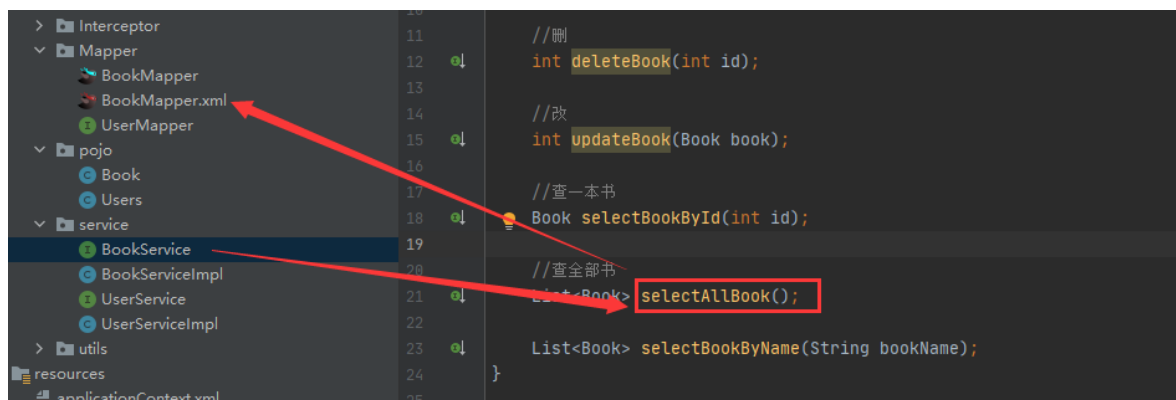 Interceptor
Mapper
BookMapper
BookMapper.xml
UserMapper
pojo
Book
Users
service
BookService
BookServiceImpl
UserService
UserServiceImpl
utils
resources
applicationContext.xml
11 //删
12 int deleteBook(int id);
13
14 //改
15 int updateBook(Book book);
16
17 //查一本书
18 Book selectBookById(int id);
19
20 //查全部书
21 List<Book> selectAllBook();
22
23 List<Book> selectBookByName(String bookName);
24 }
25